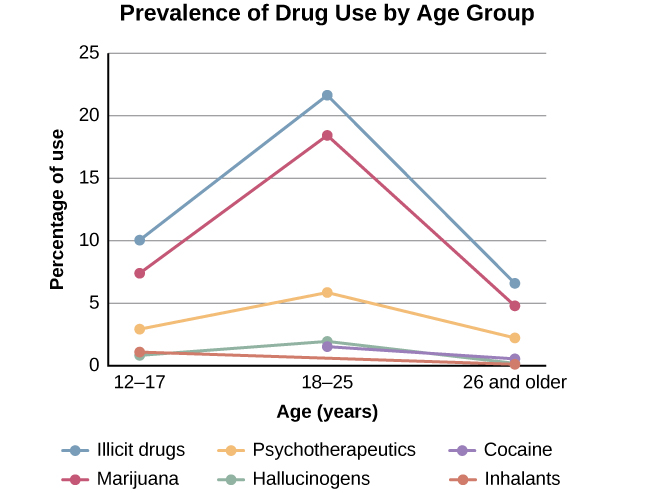 Prevalence of Drug Use by Age Group
25
20
15
10
5
0
Percentage of use
12–17 18–25 26 and older
Age (years)
Illicit drugs Psychotherapeutics Cocaine
Marijuana Hallucinogens Inhalants